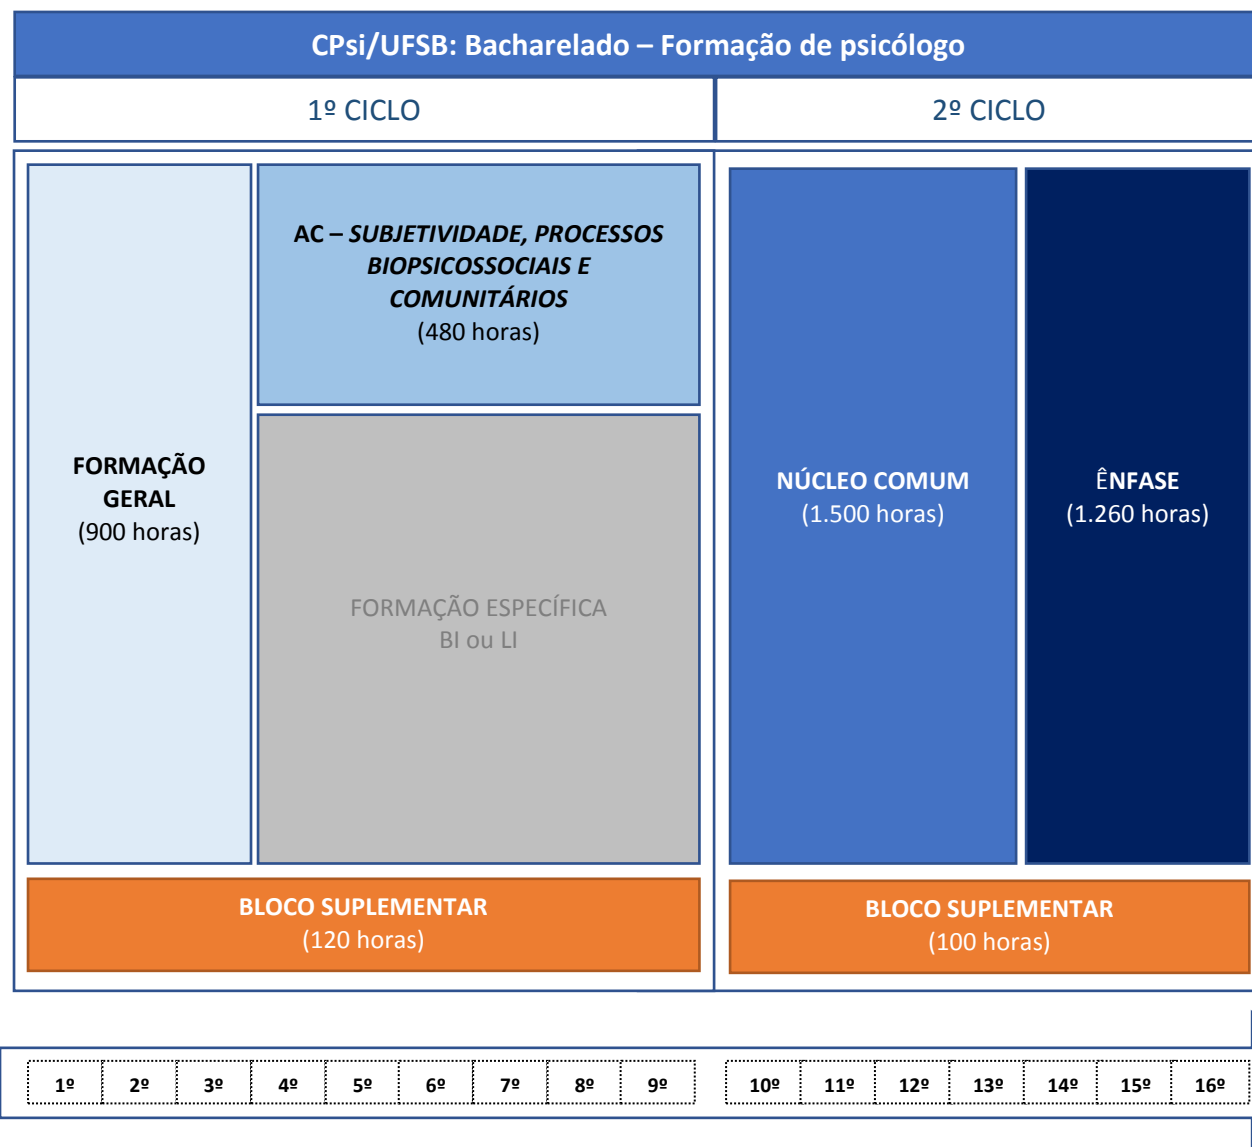 CPsi/UFSB: Bacharelado – Formação de psicólogo
1º CICLO
2º CICLO
FORMAÇÃO
GERAL
(900 horas)
AC – SUBJETIVIDADE, PROCESSOS
BIOPSICOSSOCIAIS E
COMUNITÁRIOS
(480 horas)
FORMAÇÃO ESPECÍFICA
BI ou LI
BLOCO SUPLEMENTAR
(120 horas)
NÚCLEO COMUM
(1.500 horas)
ÊNFASE
(1.260 horas)
BLOCO SUPLEMENTAR
(100 horas)
1º 2º 3º 4º 5º 6º 7º 8º 9º 10º 11º 12º 13º 14º 15º 16º